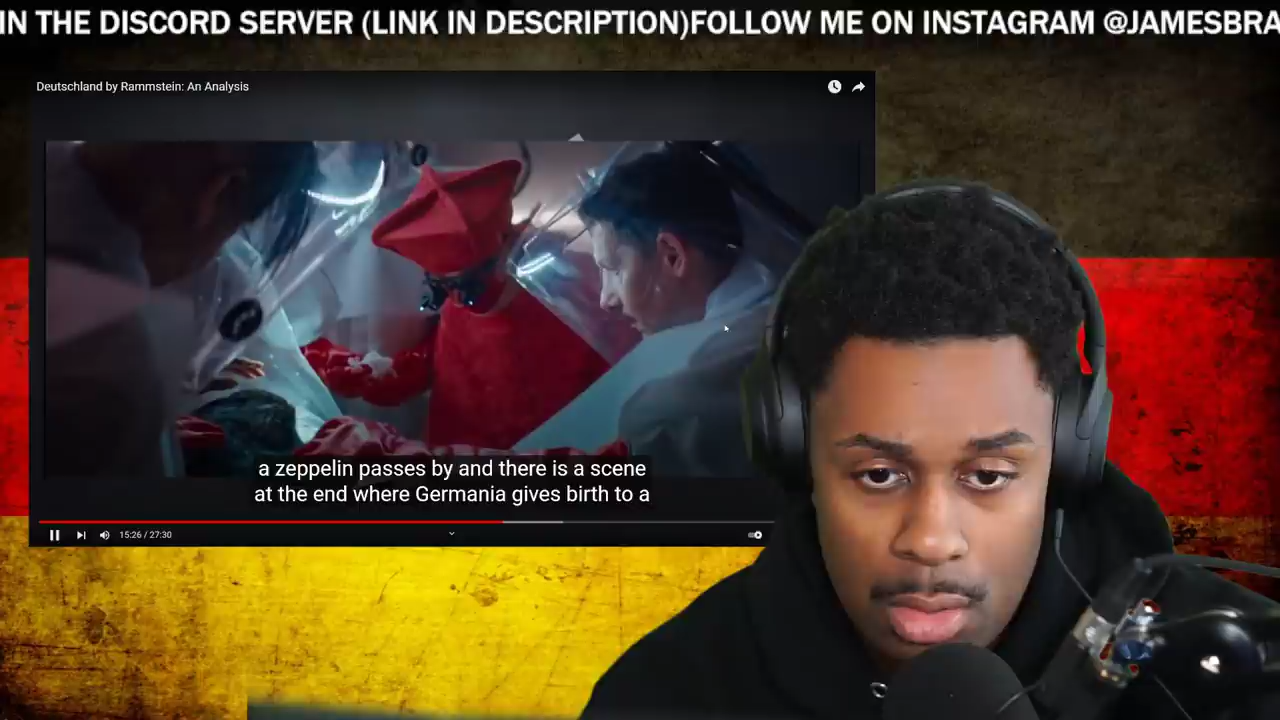 IN THE DISCORD SERVER (LINK IN DESCRIPTION)FOLLOW ME ON INSTAGRAM @JAMESBRA
Deutschland by Rammstein: An Analysis
a zeppelin passes by and there is a scene
at the end where Germania gives birth to a
15:26 / 27:30